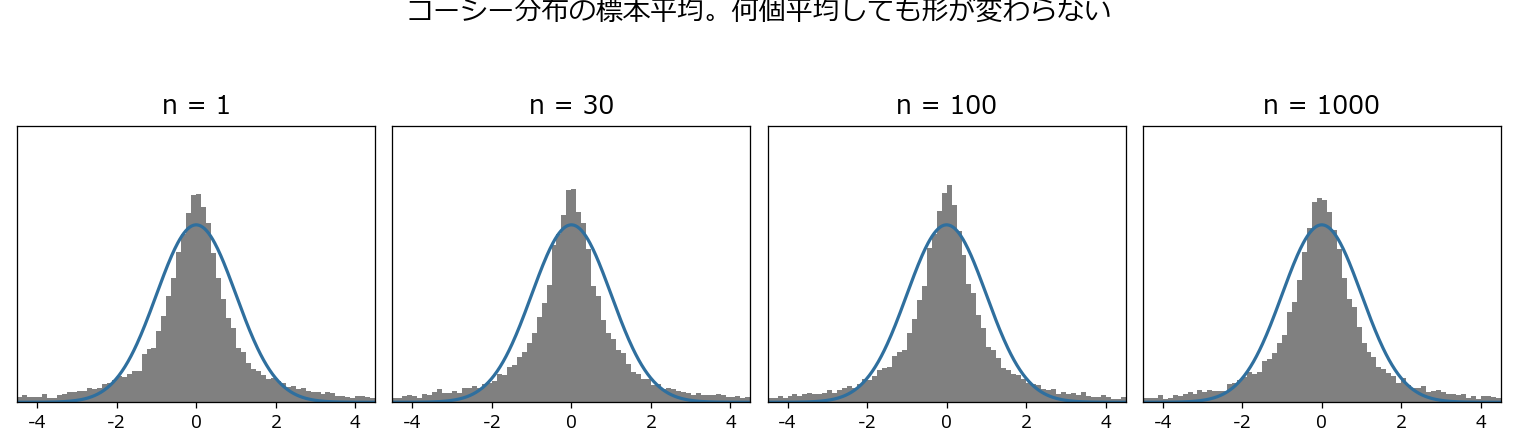 コーシー分布の標本平均。何個平均しても形が変わらない
n = 1
n = 30
n = 100
n = 1000
-4 -2 0 2 4
-4 -2 0 2 4
-4 -2 0 2 4
-4 -2 0 2 4